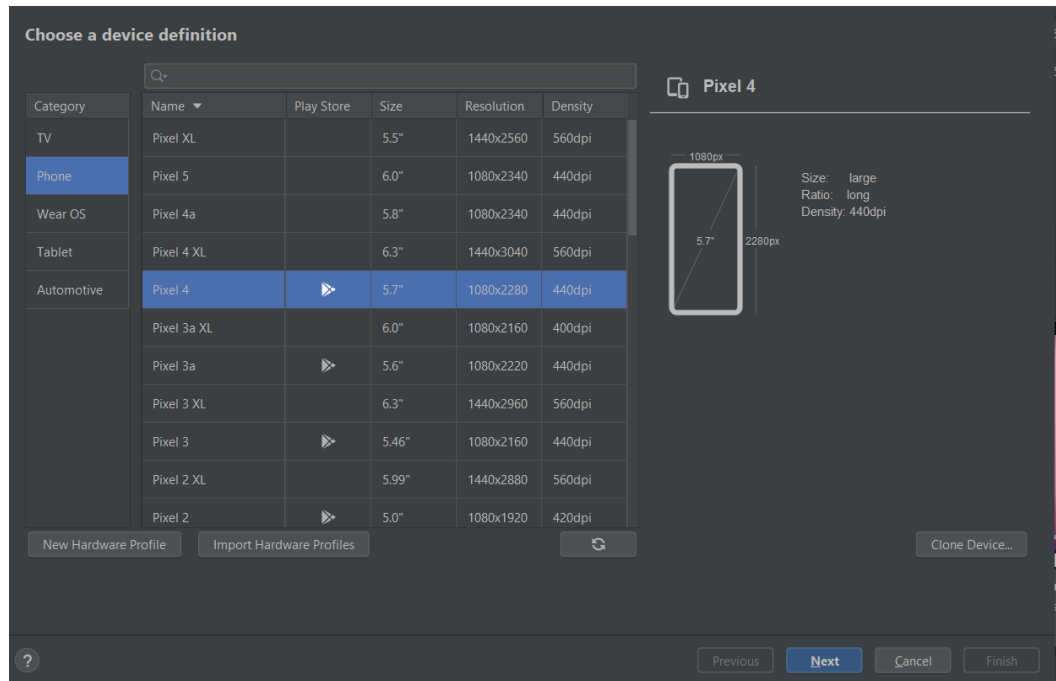 Choose a device definition
Category
Name Play Store Size Resolution Density
TV
Phone
Wear OS
Tablet
Automotive
Pixel XL 5.5" 1440x2560 560dpi
Pixel 5 6.0" 1080x2340 440dpi
Pixel 4a 5.8" 1080x2340 440dpi
Pixel 4 XL 6.3" 1440x3040 560dpi
Pixel 4 5.7" 1080x2280 440dpi
Pixel 3a XL 6.0" 1080x2160 400dpi
Pixel 3a 5.6" 1080x2220 440dpi
Pixel 3 XL 6.3" 1440x2960 560dpi
Pixel 3 5.46" 1080x2160 440dpi
Pixel 2 XL 5.99" 1440x2880 560dpi
Pixel 2 5.0" 1080x1920 420dpi
Pixel 4
1080px
5.7"
2280px
Size: large
Ratio: long
Density: 440dpi
New Hardware Profile Import Hardware Profiles
Clone Device...
? Previous Next Cancel Finish